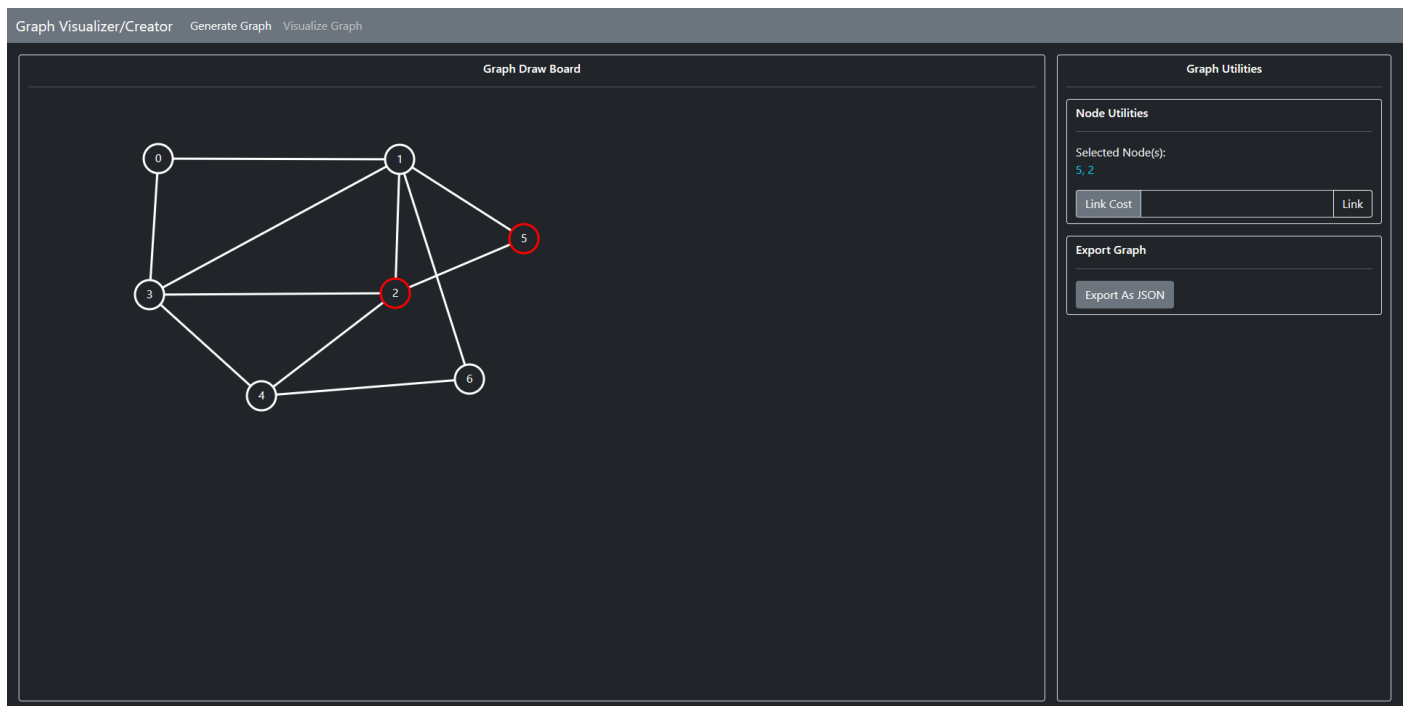 Graph Visualizer/Creator Generate Graph Visualize Graph
Graph Draw Board
0
1
5
3
2
6
4
Graph Utilities
Node Utilities
Selected Node(s):
5, 2
Link Cost Link
Export Graph
Export As JSON